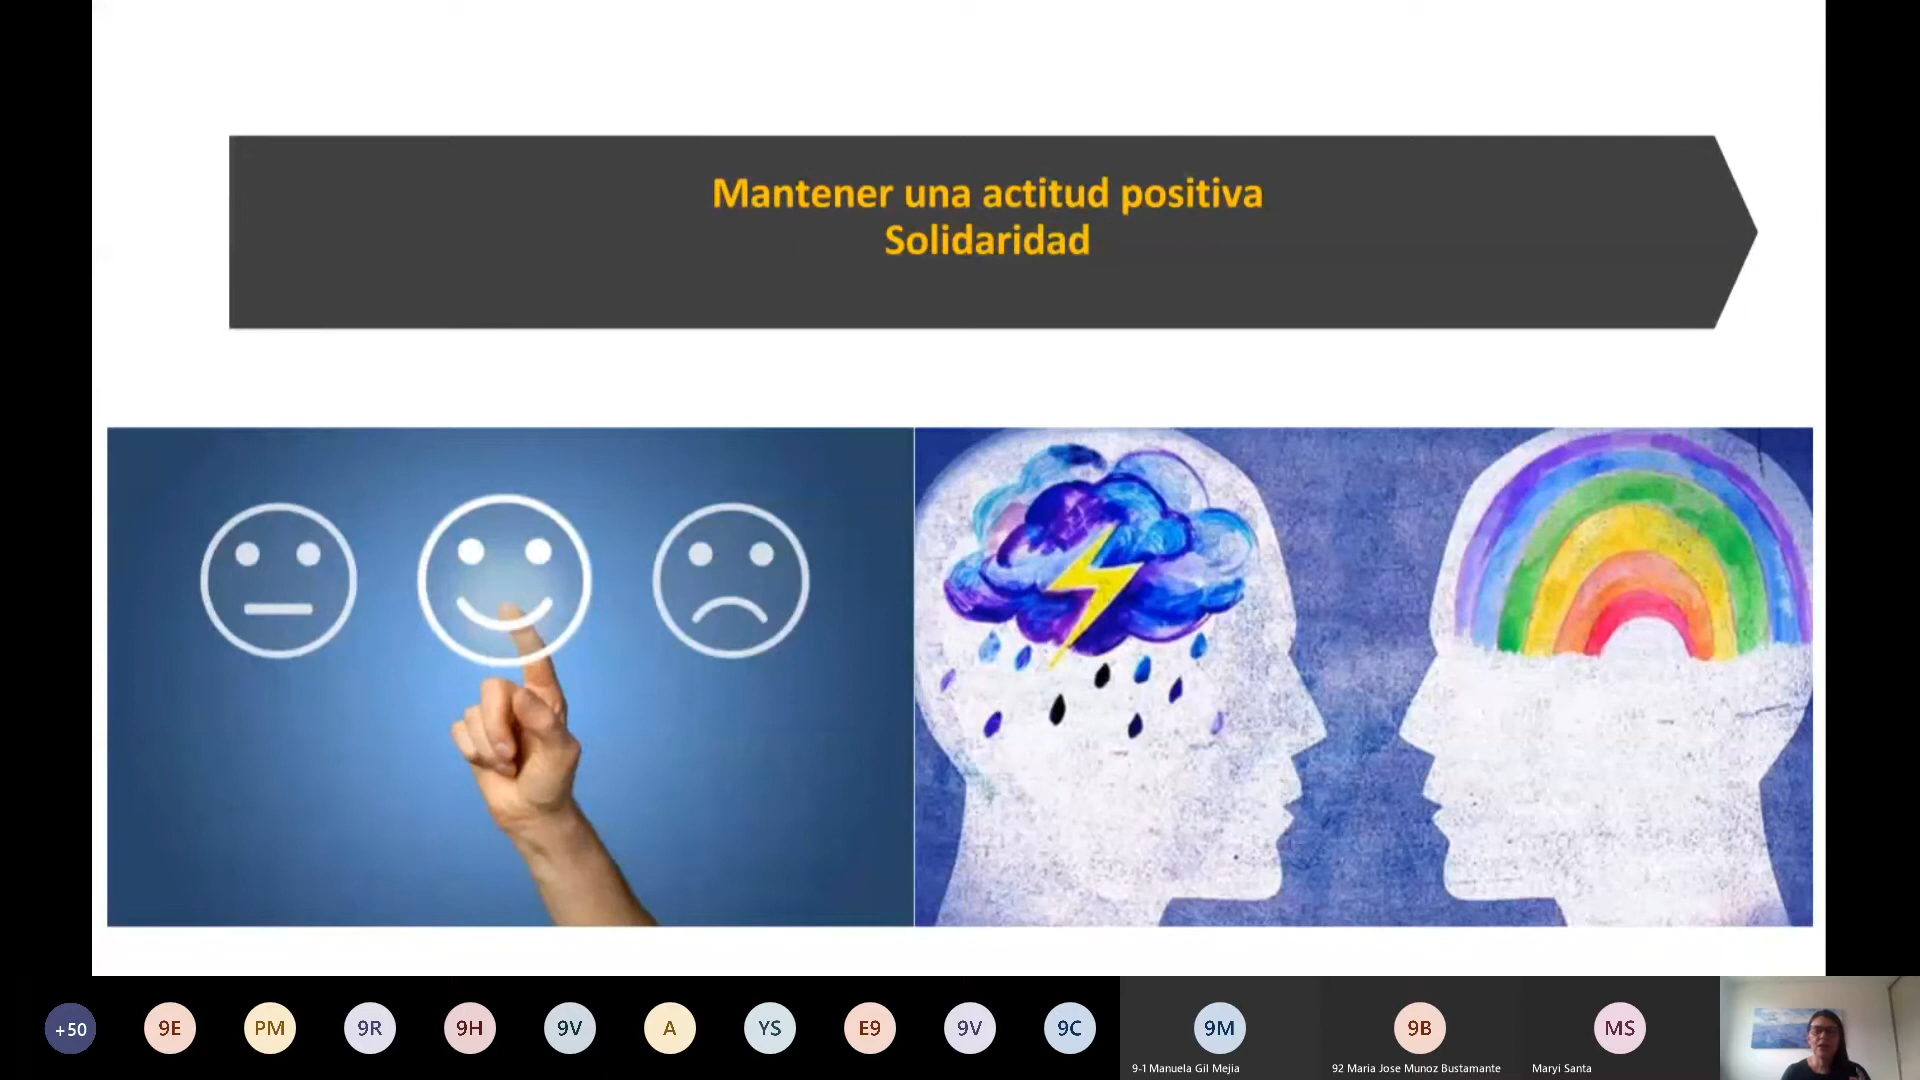 Mantener una actitud positiva
Solidaridad
+50
9E
PM
9R
9H
9V
A
YS
E9
9V
9C
9M
9B
MS
9-1 Manuela Gil Mejia
92 Maria Jose Munoz Bustamante
Maryi Santa